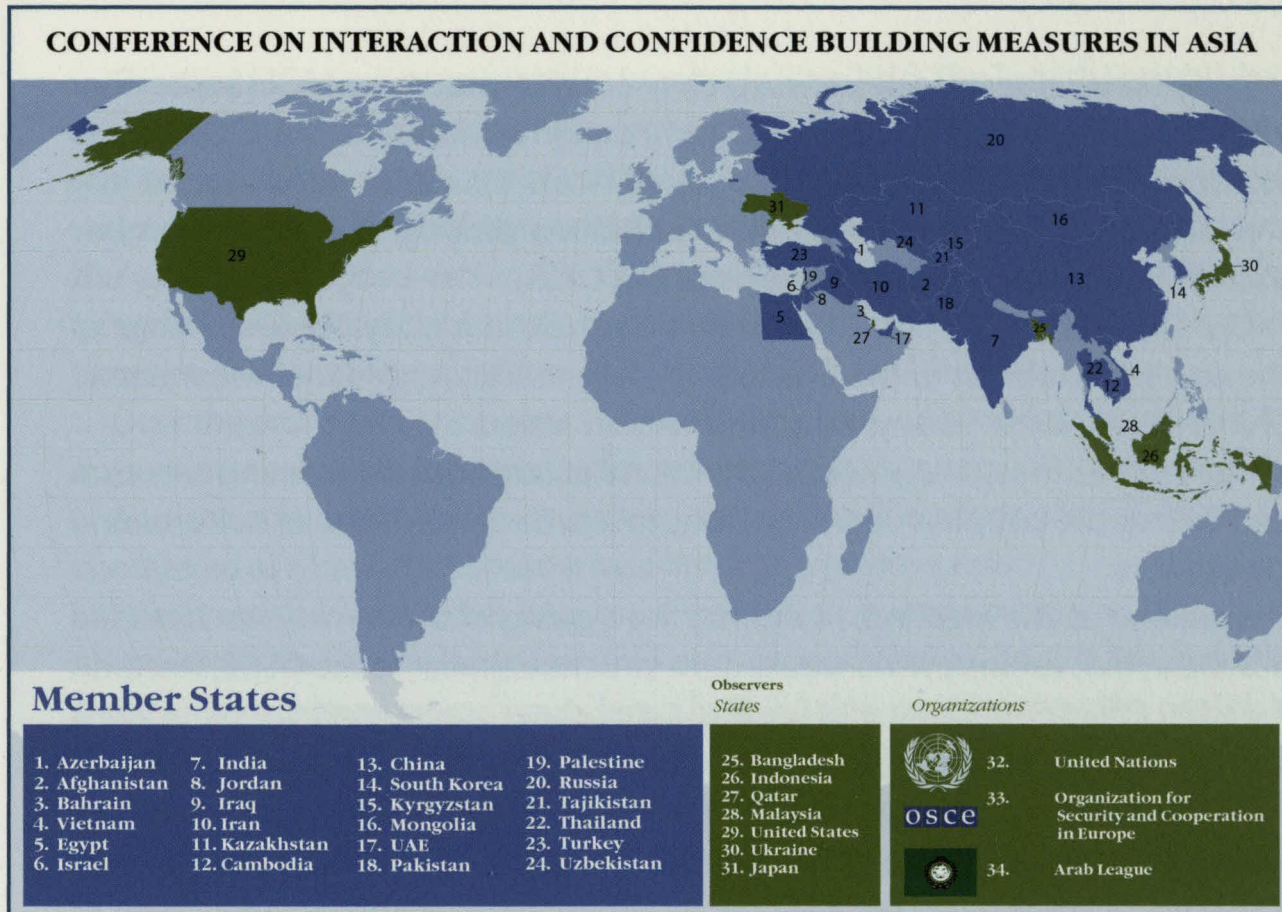 CONFERENCE ON INTERACTION AND CONFIDENCE BUILDING MEASURES IN ASIA
20
31
11
16
29
24
15
1
21
23
30
19
9
10
2
13
6
14
8
18
5
3
25
7
27
17
4
22
12
28
26
Member States
1. Azerbaijan
2. Afghanistan
3. Bahrain
4. Vietnam
5. Egypt
6. Israel
7. India
8. Jordan
9. Iraq
10. Iran
11. Kazakhstan
12. Cambodia
13. China
14. South Korea
15. Kyrgyzstan
16. Mongolia
17. UAE
18. Pakistan
19. Palestine
20. Russia
21. Tajikistan
22. Thailand
23. Turkey
24. Uzbekistan
Observers
States
25. Bangladesh
26. Indonesia
27. Qatar
28. Malaysia
29. United States
30. Ukraine
31. Japan
Organizations
32. United Nations
osce
33. Organization for
Security and Cooperation
in Europe
34. Arab League